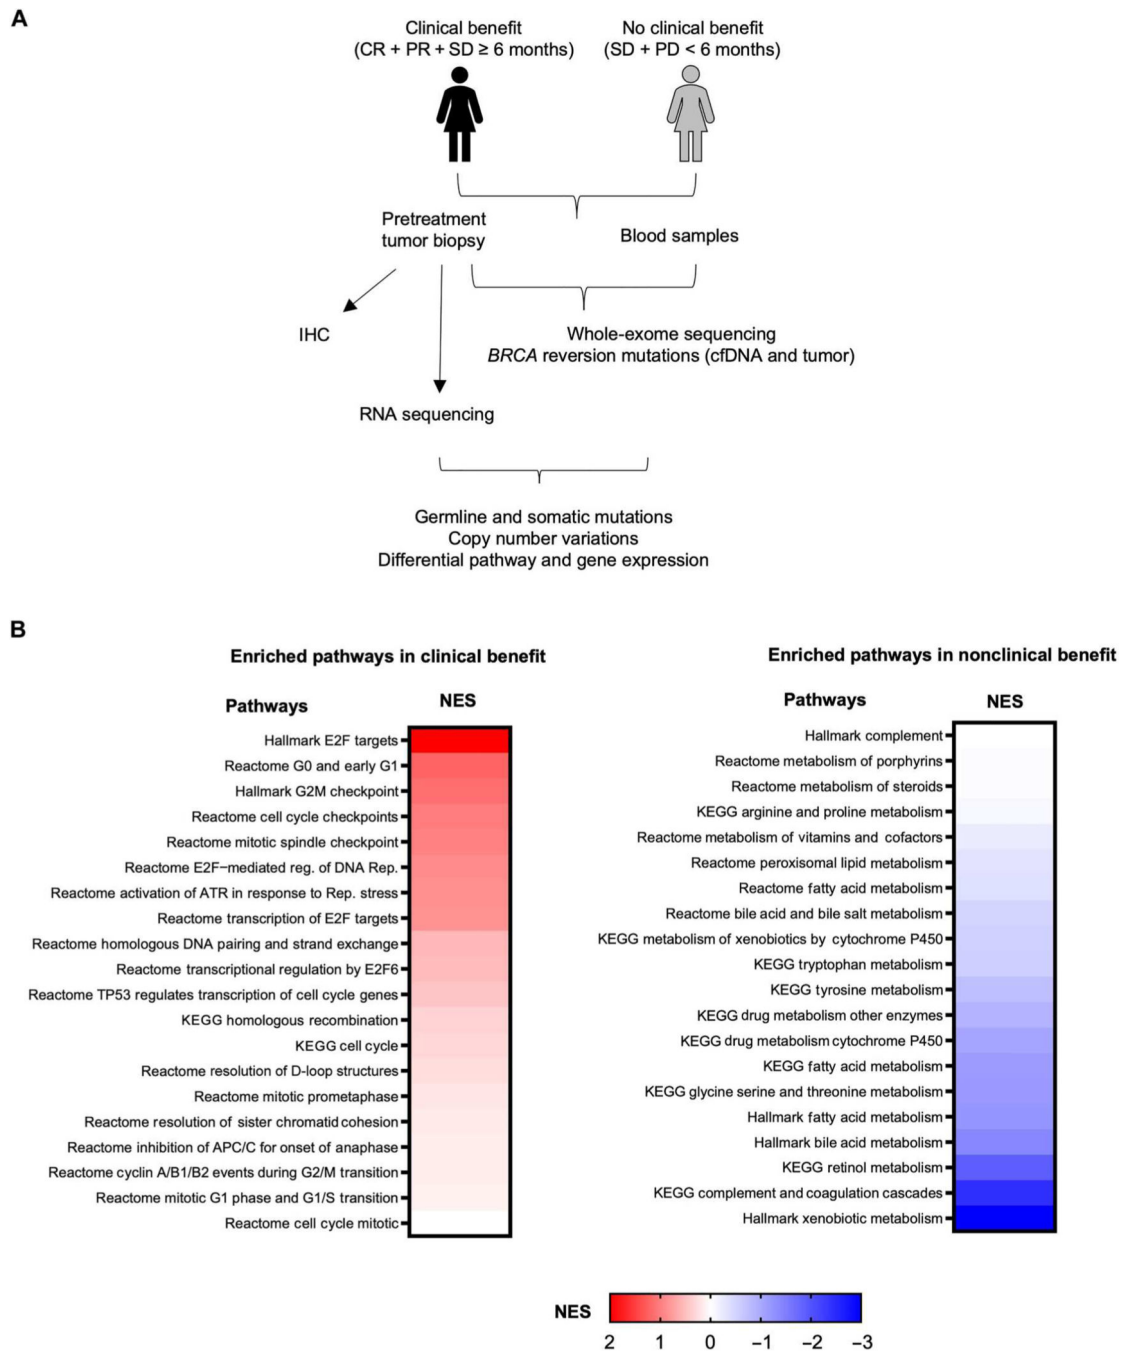 A
Clinical benefit
(CR + PR + SD ≥ 6 months)
No clinical benefit
(SD + PD < 6 months)
Pretreatment
tumor biopsy
Blood samples
IHC
Whole-exome sequencing
BRCA reversion mutations (cfDNA and tumor)
RNA sequencing
Germline and somatic mutations
Copy number variations
Differential pathway and gene expression
B
Enriched pathways in clinical benefit
Pathways
NES
Hallmark E2F targets
Reactome G0 and early G1
Hallmark G2M checkpoint
Reactome cell cycle checkpoints
Reactome mitotic spindle checkpoint
Reactome E2F−mediated reg. of DNA Rep.
Reactome activation of ATR in response to Rep. stress
Reactome transcription of E2F targets
Reactome homologous DNA pairing and strand exchange
Reactome transcriptional regulation by E2F6
Reactome TP53 regulates transcription of cell cycle genes
KEGG homologous recombination
KEGG cell cycle
Reactome resolution of D-loop structures
Reactome mitotic prometaphase
Reactome resolution of sister chromatid cohesion
Reactome inhibition of APC/C for onset of anaphase
Reactome cyclin A/B1/B2 events during G2/M transition
Reactome mitotic G1 phase and G1/S transition
Reactome cell cycle mitotic
Enriched pathways in nonclinical benefit
Pathways
NES
Hallmark complement
Reactome metabolism of porphyrins
Reactome metabolism of steroids
KEGG arginine and proline metabolism
Reactome metabolism of vitamins and cofactors
Reactome peroxisomal lipid metabolism
Reactome fatty acid metabolism
Reactome bile acid and bile salt metabolism
KEGG metabolism of xenobiotics by cytochrome P450
KEGG tryptophan metabolism
KEGG tyrosine metabolism
KEGG drug metabolism other enzymes
KEGG drug metabolism cytochrome P450
KEGG fatty acid metabolism
KEGG glycine serine and threonine metabolism
Hallmark fatty acid metabolism
Hallmark bile acid metabolism
KEGG retinol metabolism
KEGG complement and coagulation cascades
Hallmark xenobiotic metabolism
NES
2 1 0 −1 −2 −3